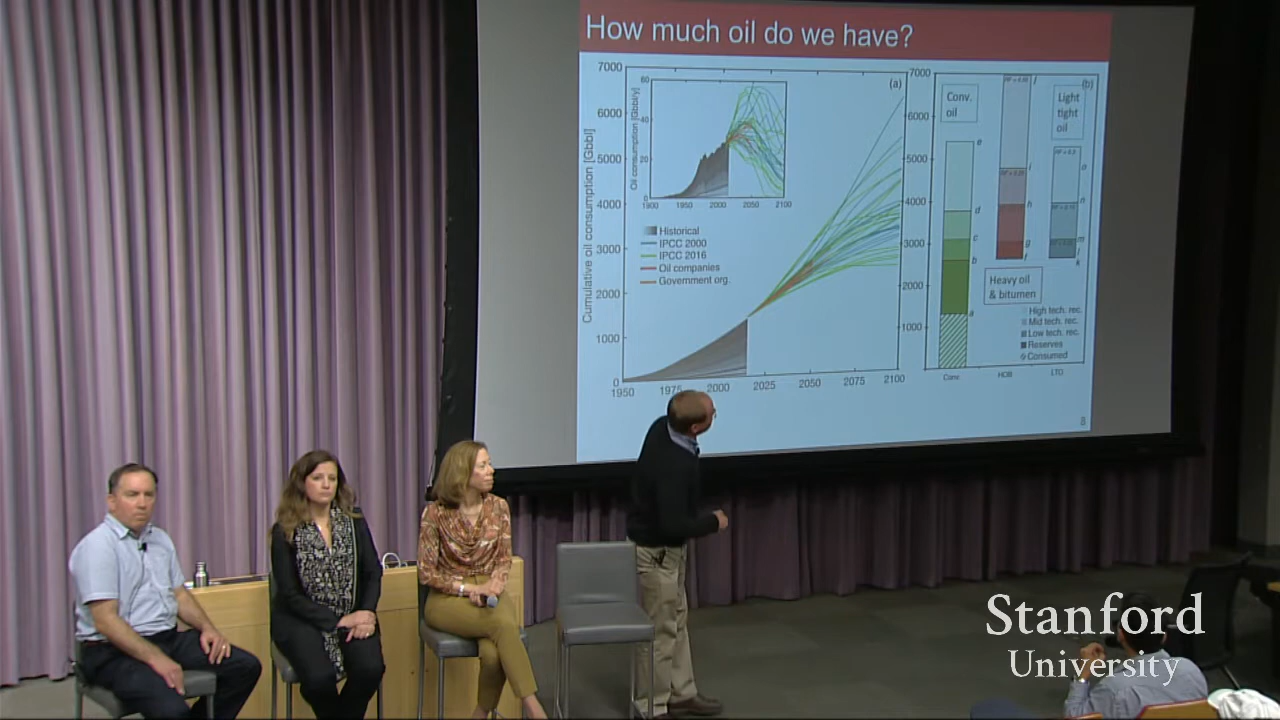 How much oil do we have?
7000
6000
5000
4000
3000
2000
1000
0
Cumulative oil consumption [Gbbl]
60
40
20
0
Oil consumption [Gbbl/y]
1900
1950
2000
2050
2100
(a)
Historical
IPCC 2000
IPCC 2016
Oil companies
Government org.
1950
1975
2000
2025
2050
2075
2100
7000
6000
5000
4000
3000
2000
1000
(b)
Conv.
oil
Light
tight
oil
Heavy oil
& bitumen
e
d
c
b
a
j
i
h
g
f
o
n
m
l
k
High tech. rec.
Mid tech. rec.
Low tech. rec.
Reserves
Consumed
Conv.
HOB
LTO
8
Stanford
University